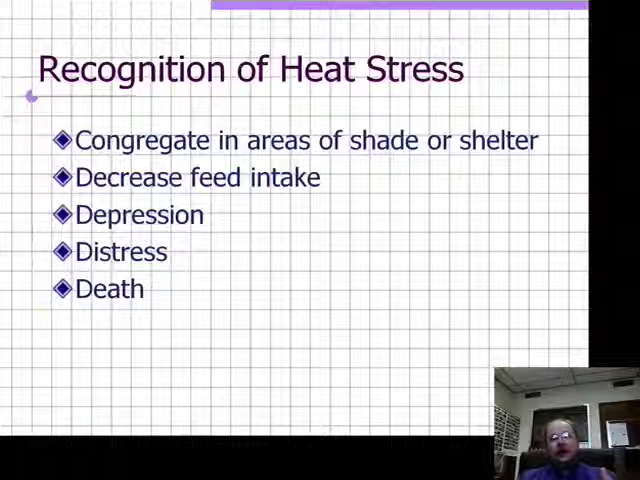 Recognition of Heat Stress
Congregate in areas of shade or shelter
Decrease feed intake
Depression
Distress
Death